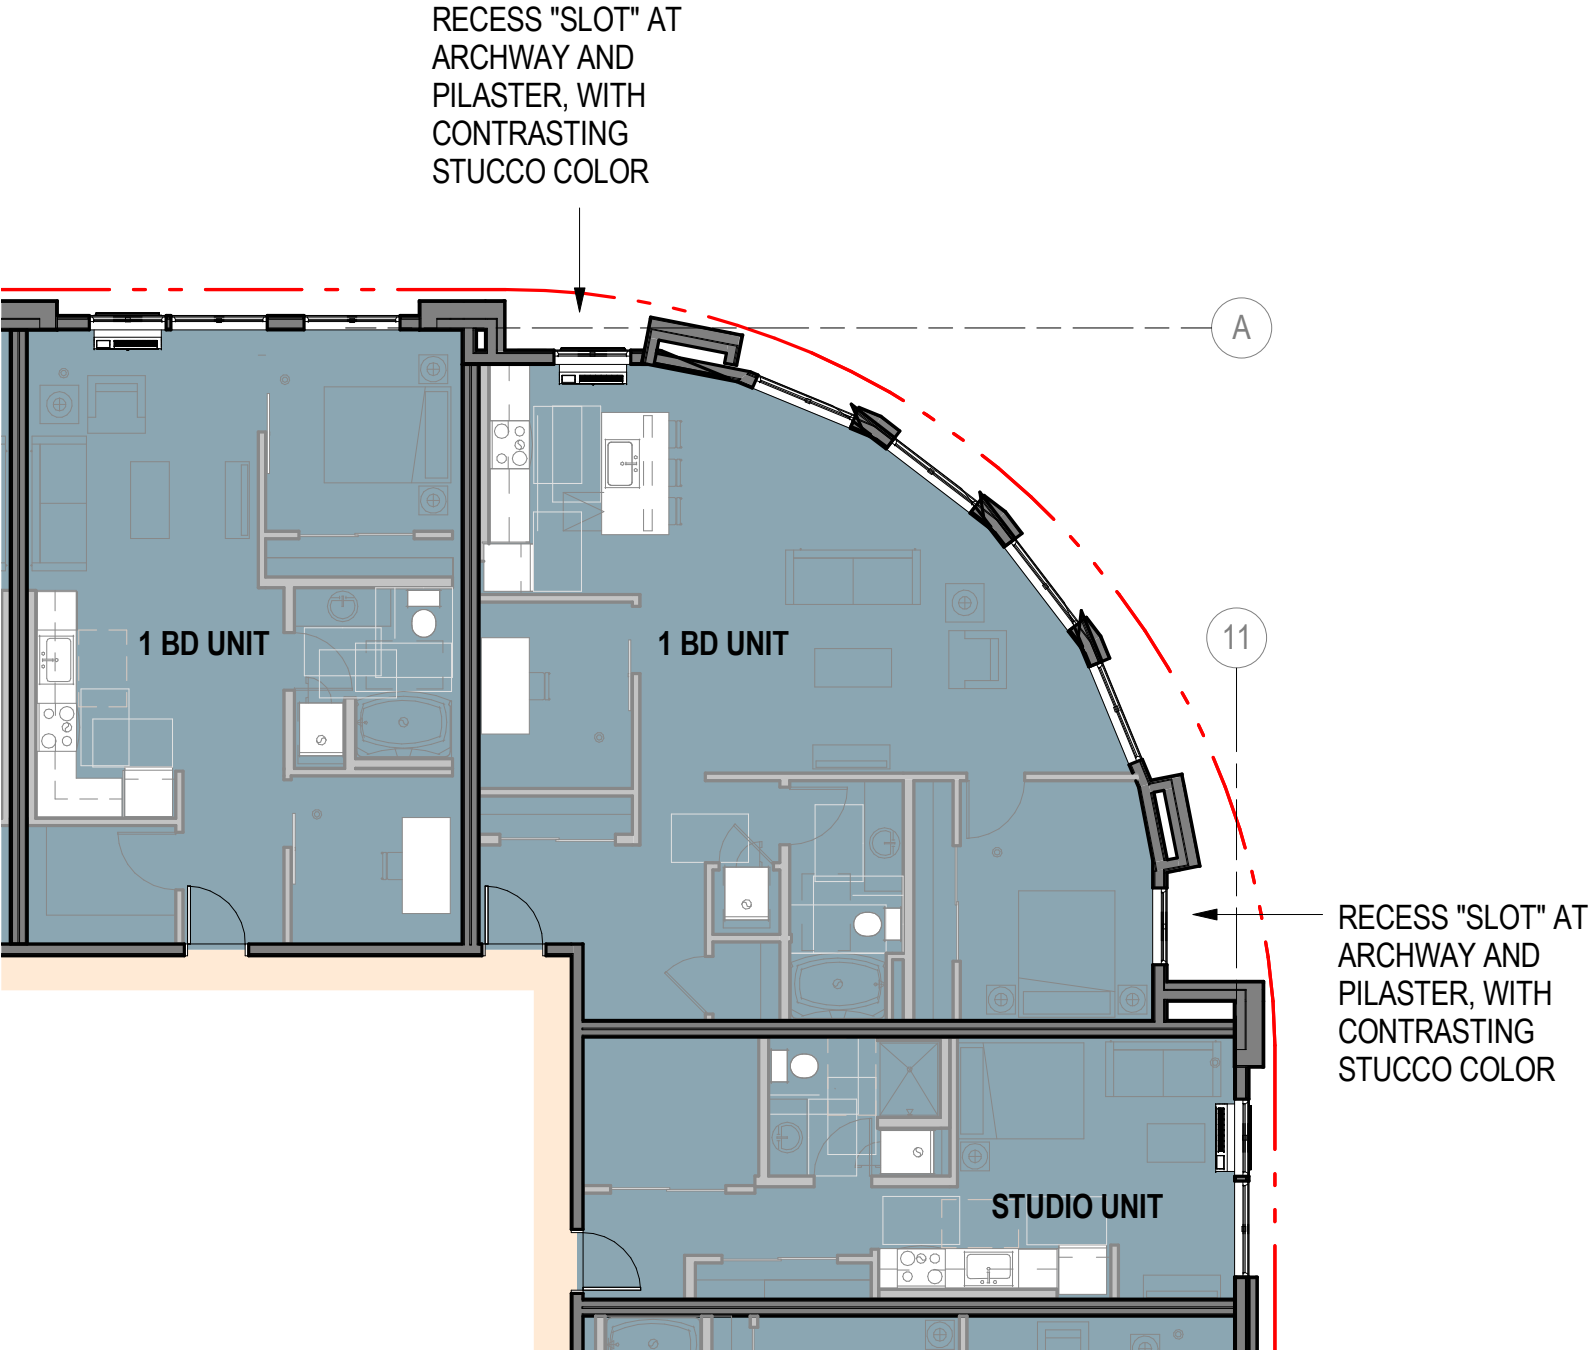 RECESS "SLOT" AT
ARCHWAY AND
PILASTER, WITH
CONTRASTING
STUCCO COLOR
A
11
1 BD UNIT
1 BD UNIT
RECESS "SLOT" AT
ARCHWAY AND
PILASTER, WITH
CONTRASTING
STUCCO COLOR
STUDIO UNIT